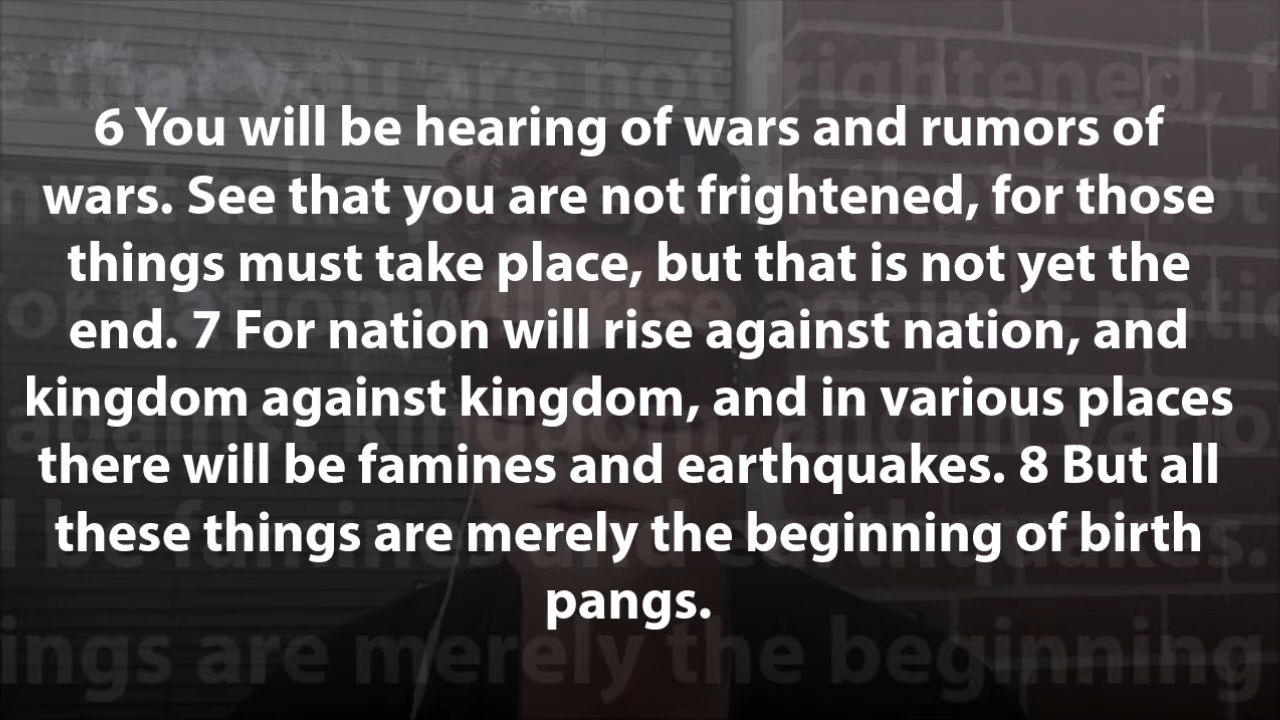 6 You will be hearing of wars and rumors of
wars. See that you are not frightened, for those
things must take place, but that is not yet the
end. 7 For nation will rise against nation, and
kingdom against kingdom, and in various places
there will be famines and earthquakes. 8 But all
these things are merely the beginning of birth
pangs.